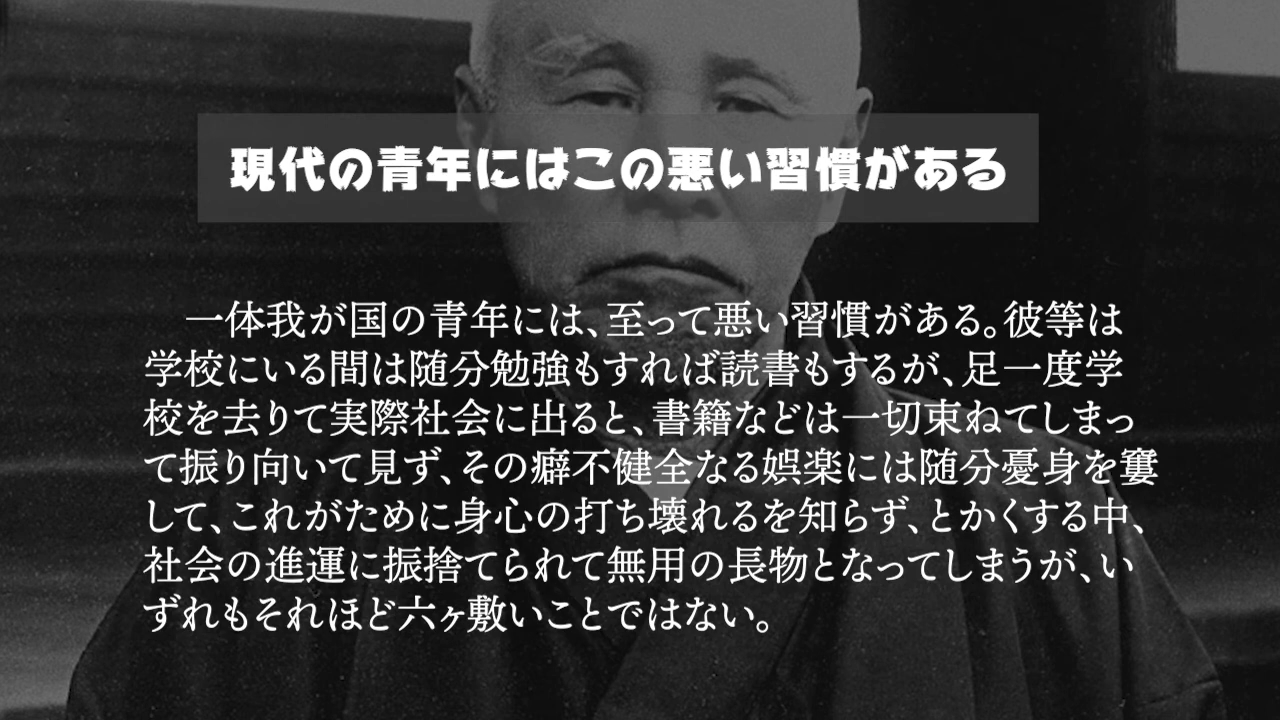 現代の青年にはこの悪い習慣がある
　一体我が国の青年には、至って悪い習慣がある。彼等は
学校にいる間は随分勉強もすれば読書もするが、足一度学
校を去りて実際社会に出ると、書籍などは一切束ねてしまっ
て振り向いて見ず、その癖不健全なる娯楽には随分憂身を窶
して、これがために身心の打ち壊れるを知らず、とかくする中、
社会の進運に振捨てられて無用の長物となってしまうが、い
ずれもそれほど六ヶ敷いことではない。